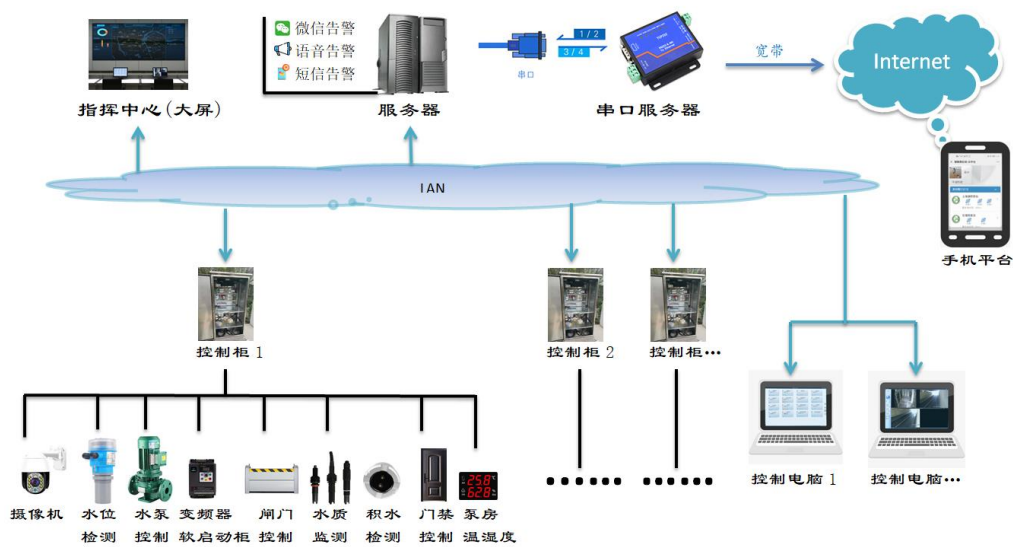 微信告警
语音告警
短信告警
指挥中心(大屏)
服务器
串口
1 / 2
3 / 4
串口服务器
宽带
Internet
IAN
手机平台
控制柜 1
控制柜 2
控制柜…
摄像机
水位
检测
水泵
控制
变频器
软启动柜
闸门
控制
水质
监测
积水
检测
门禁
控制
258
628
泵房
温湿度
控制电脑 1
控制电脑…